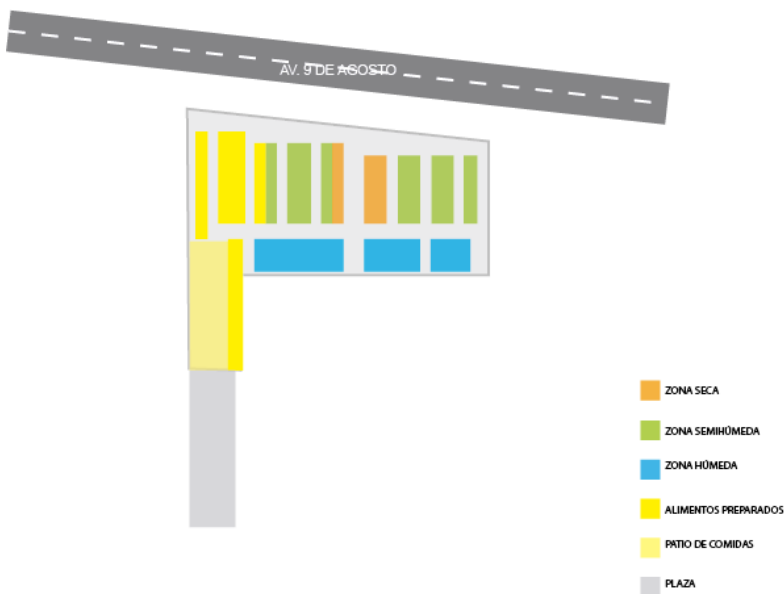 AV. 9 DE AGOSTO
ZONA SECA
ZONA SEMIHÚMEDA
ZONA HÚMEDA
ALIMENTOS PREPARADOS
PATIO DE COMIDAS
PLAZA